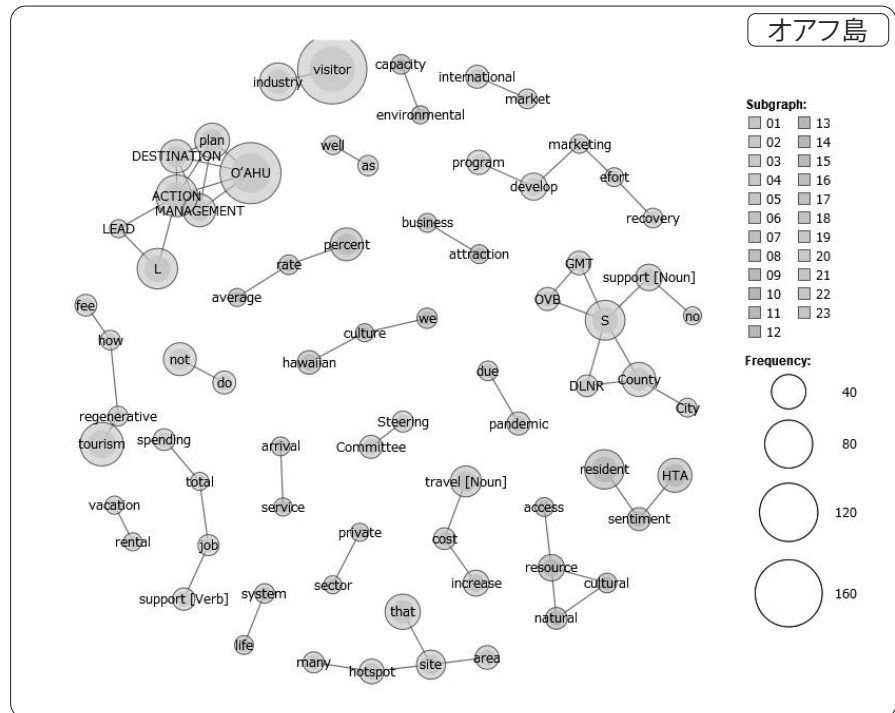 オアフ島
visitor
industry
capacity
environmental
international
market
plan
DESTINATION
O'AHU
ACTION
MANAGEMENT
LEAD
L
well
as
program
develop
marketing
efort
recovery
business
attraction
percent
rate
average
GMT
OVB
support [Noun]
S
no
DLNR
County
City
fee
how
regenerative
tourism
not
do
we
culture
hawaiian
due
pandemic
Steering
Committee
spending
total
job
support [Verb]
arrival
service
vacation
rental
travel [Noun]
cost
increase
resident
HTA
sentiment
access
resource
cultural
natural
private
sector
system
life
that
many
hotspot
site
area
Subgraph:
01 13
02 14
03 15
04 16
05 17
06 18
07 19
08 20
09 21
10 22
11 23
12
Frequency:
40
80
120
160